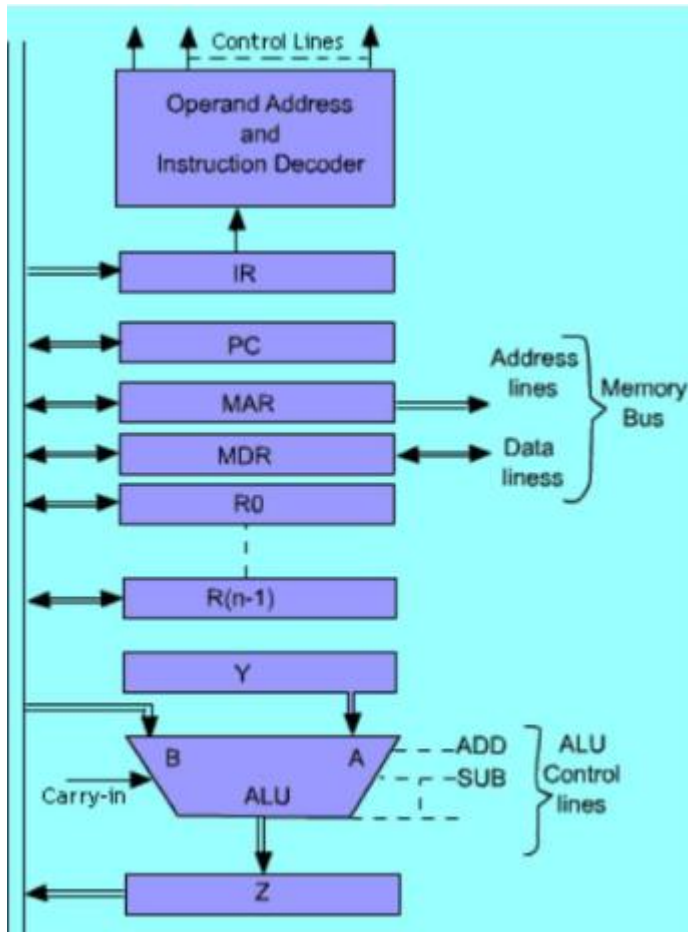 Control Lines
Operand Address
and
Instruction Decoder
IR
PC
MAR
MDR
R0
R(n-1)
Address
lines
Data
liness
Memory
Bus
Y
B
A
ALU
Carry-in
ADD
SUB
ALU
Control
lines
Z